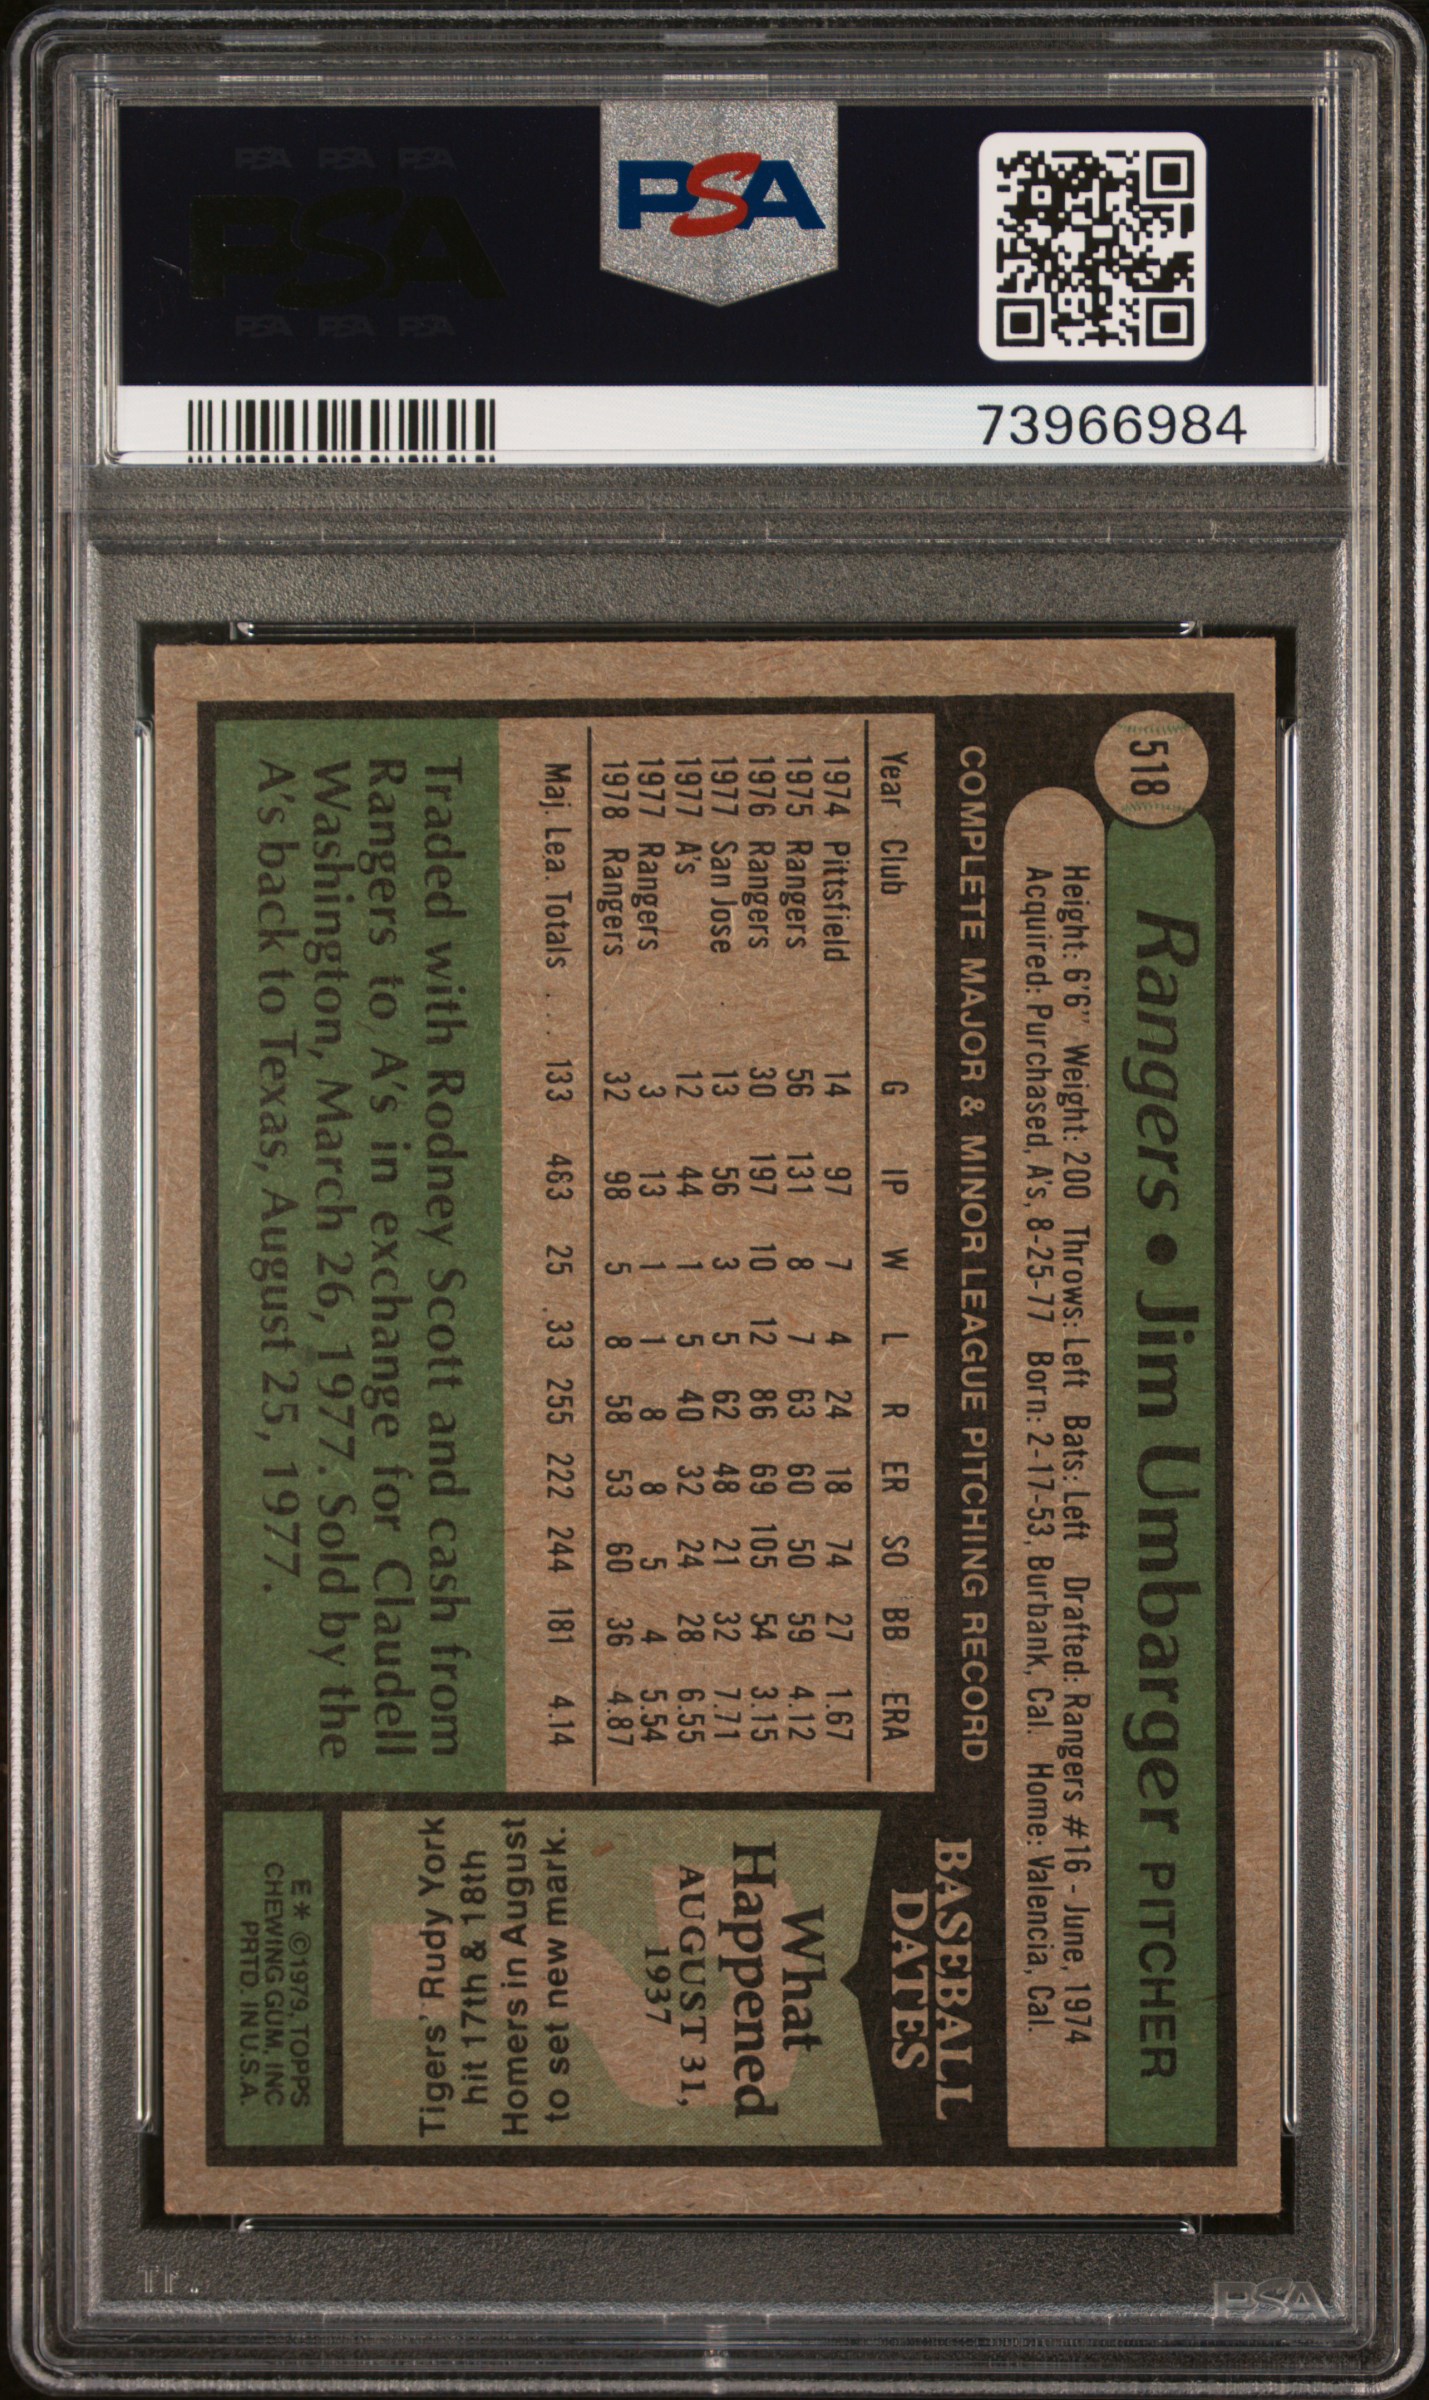 PSA PSA PSA
PSA
PSA PSA PSA
PSA
73966984
518
Rangers • Jim Umbarger PITCHER
Height: 6'6" Weight: 200 Throws: Left Bats: Left Drafted: Rangers #16 - June, 1974
Acquired: Purchased, A's, 8-25-77 Born: 2-17-53, Burbank, Cal. Home: Valencia, Cal.
COMPLETE MAJOR & MINOR LEAGUE PITCHING RECORD
Year Club G IP W L R ER SO BB ERA
1974 Pittsfield 14 97 7 4 24 18 74 27 1.67
1975 Rangers 56 131 8 7 63 60 50 59 4.12
1976 Rangers 30 197 10 12 86 69 105 54 3.15
1977 San Jose 13 56 3 5 62 48 21 32 7.71
1977 A's 12 44 1 5 40 32 24 28 6.55
1977 Rangers 3 13 1 1 8 8 5 4 5.54
1978 Rangers 32 98 5 8 58 53 60 36 4.87
Maj. Lea. Totals . . . 133 463 25 33 255 222 244 181 4.14
Traded with Rodney Scott and cash from
Rangers to A's in exchange for Claudell
Washington, March 26, 1977. Sold by the
A's back to Texas, August 25, 1977.
BASEBALL
DATES
What
Happened
AUGUST 31,
1937
Tigers' Rudy York
hit 17th & 18th
Homers in August
to set new mark.
E* ©1979, TOPPS
CHEWING GUM, INC
PRTD. IN U.S.A.
PSA